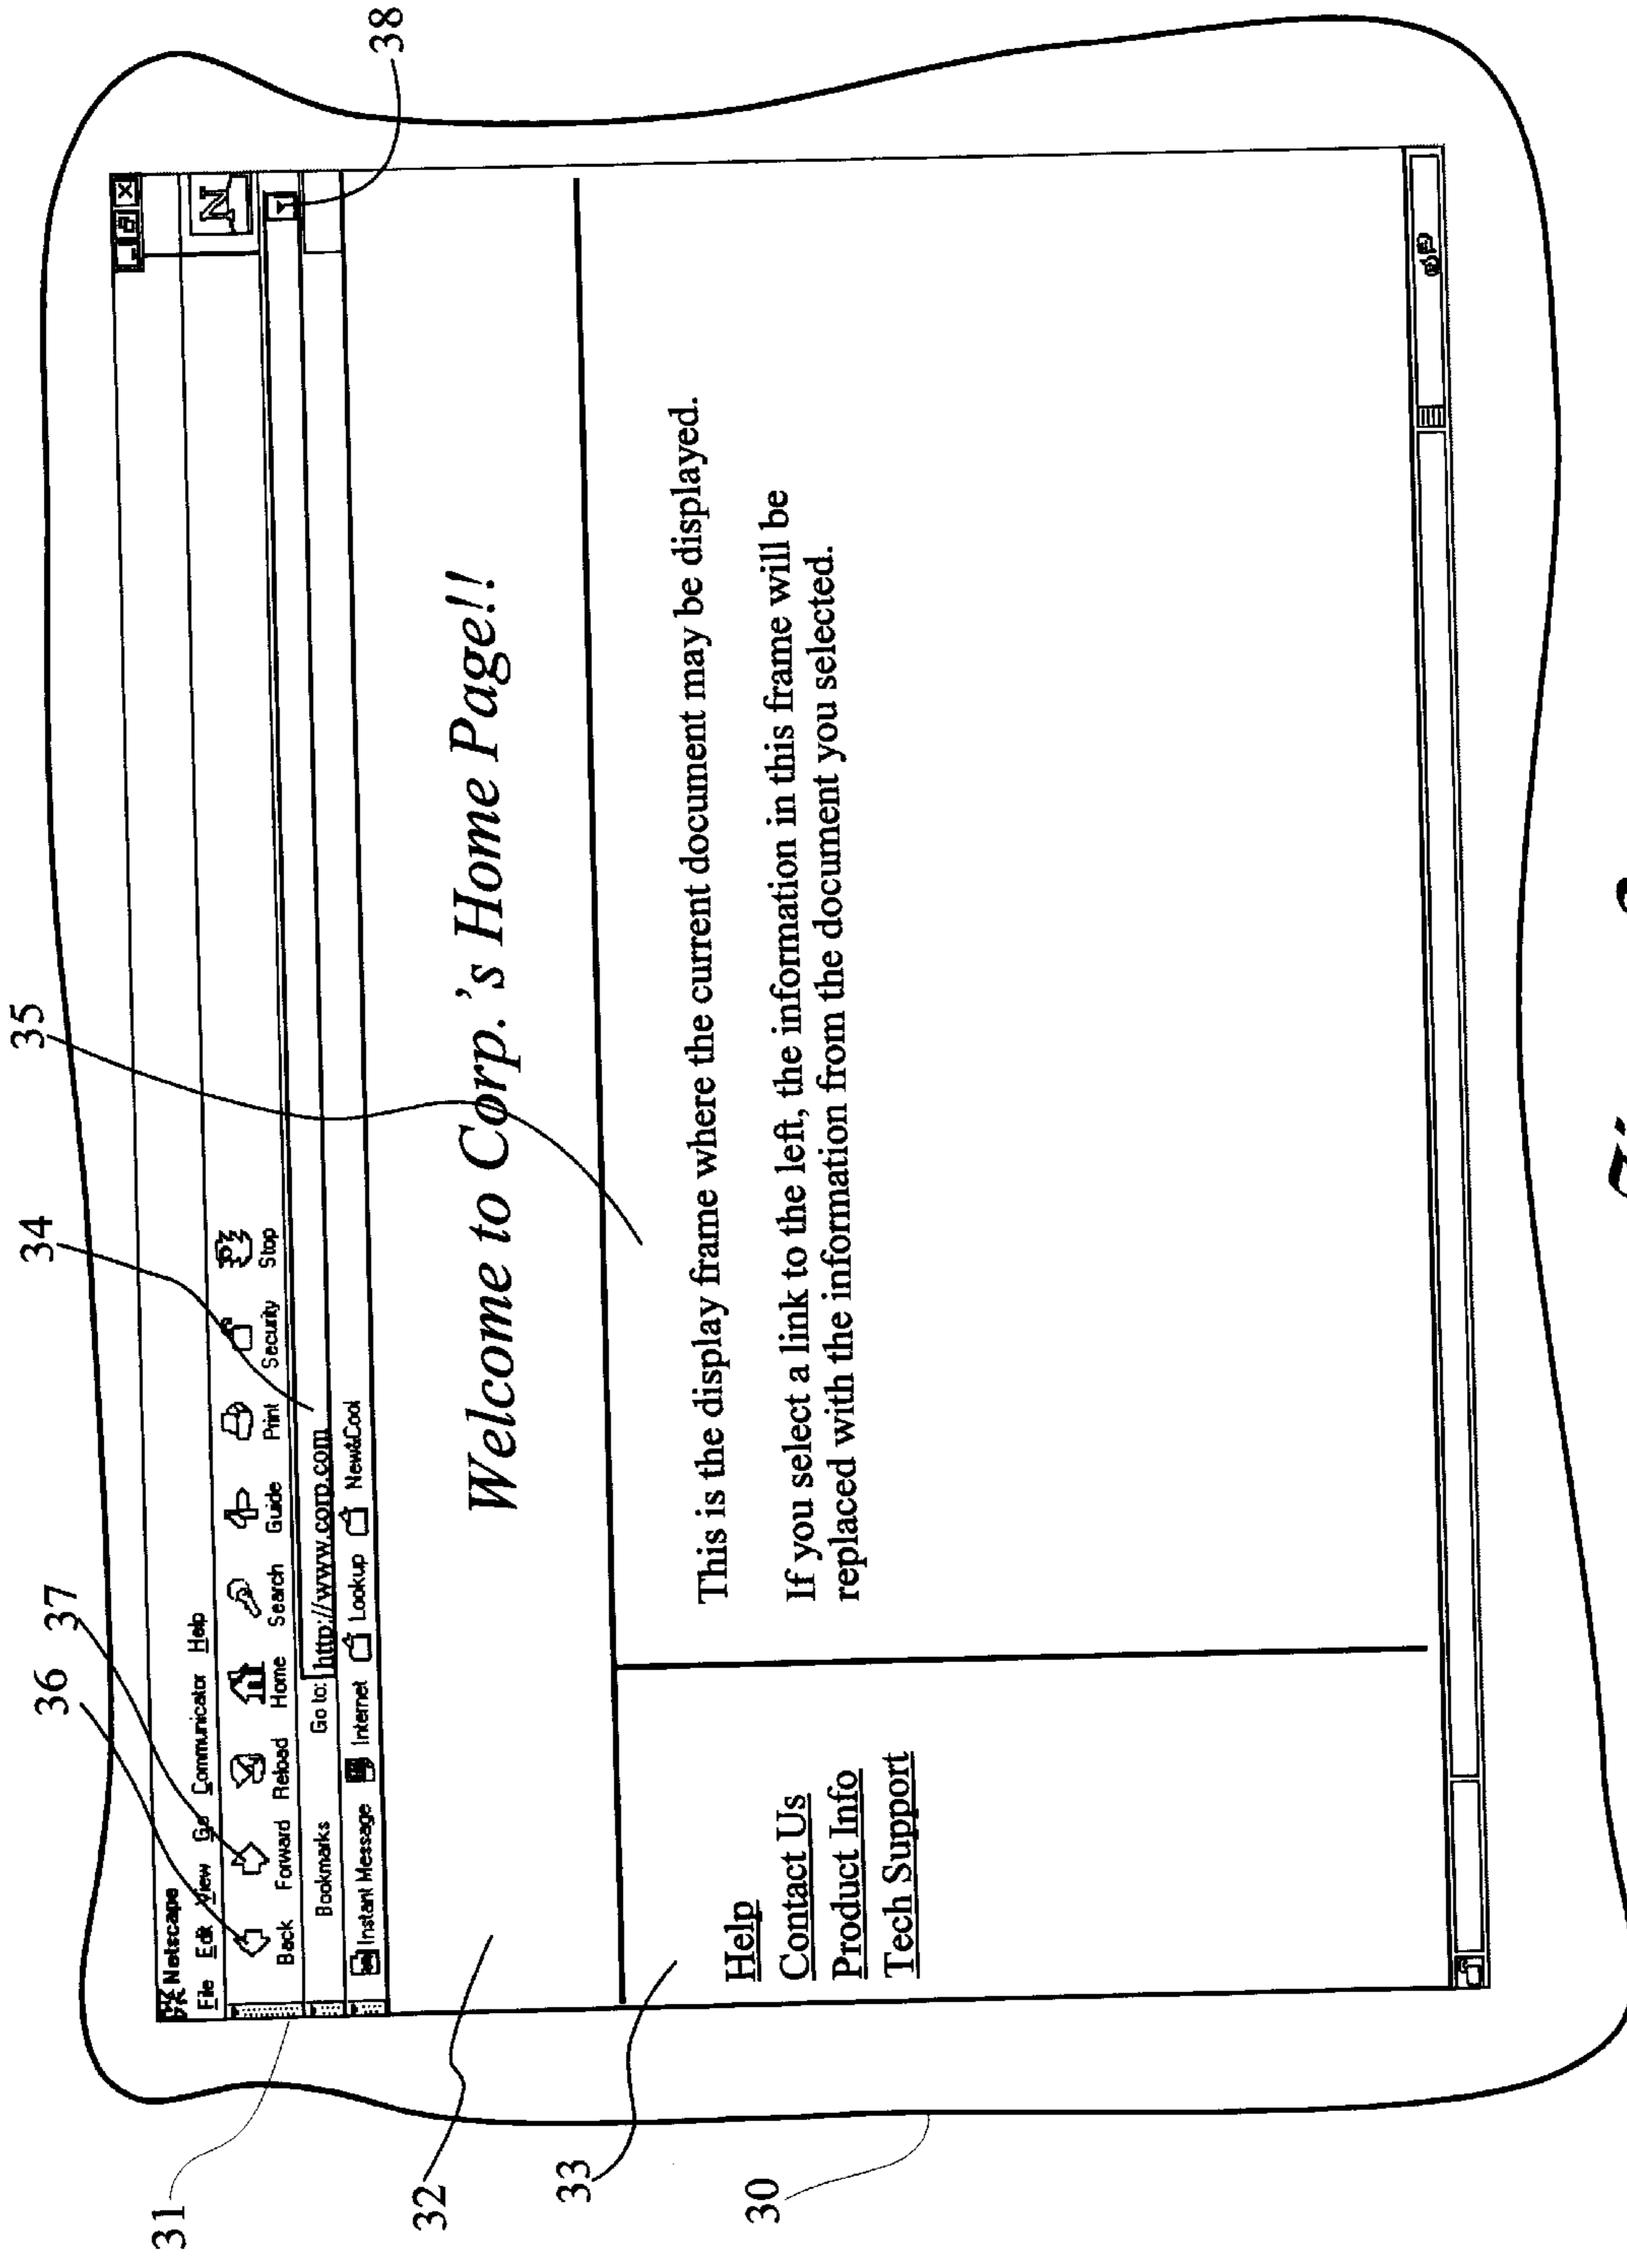 35
34
37
36
31
38
Netscape
File Edit View Go Communicator Help
Back Forward Reload Home Search Guide Print Security Stop
N
Bookmarks Go to: http://www.corp.com
Instant Message Internet Lookup New&Cool
32
Welcome to Corp.'s Home Page!!
33
Help
Contact Us
Product Info
Tech Support
This is the display frame where the current document may be displayed.
If you select a link to the left, the information in this frame will be
replaced with the information from the document you selected.
30